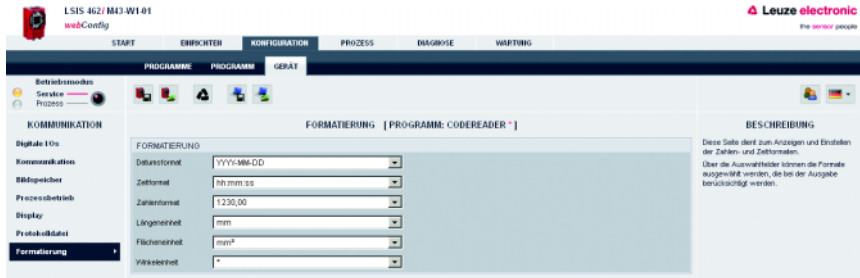 LSIS 462i M43-W1-01
webConfig
Leuze electronic
the sensor people
START EINRICHTEN KONFIGURATION PROZESS DIAGNOSE WARTUNG
PROGRAMME PROGRAMM GERÄT
Betriebsmodus
Service
Prozess
KOMMUNIKATION
Digitale I Os
Kommunikation
Bildspeicher
Prozessbetrieb
Display
Protokolldatei
Formatierung
FORMATIERUNG [ PROGRAMM: CODEREADER * ]
FORMATIERUNG
Datumsformat YYYY-MM-DD
Zeitformat hh:mm:ss
Zahlenformat 1230,00
Längeneinheit mm
Flächeneinheit mm²
Winkeleinheit °
BESCHREIBUNG
Diese Seite dient zum Anzeigen und Einstellen
der Zahlen- und Zeitformaten.
Über die Auswahlfelder können die Formate
ausgewählt werden, die bei der Ausgabe
berücksichtigt werden.